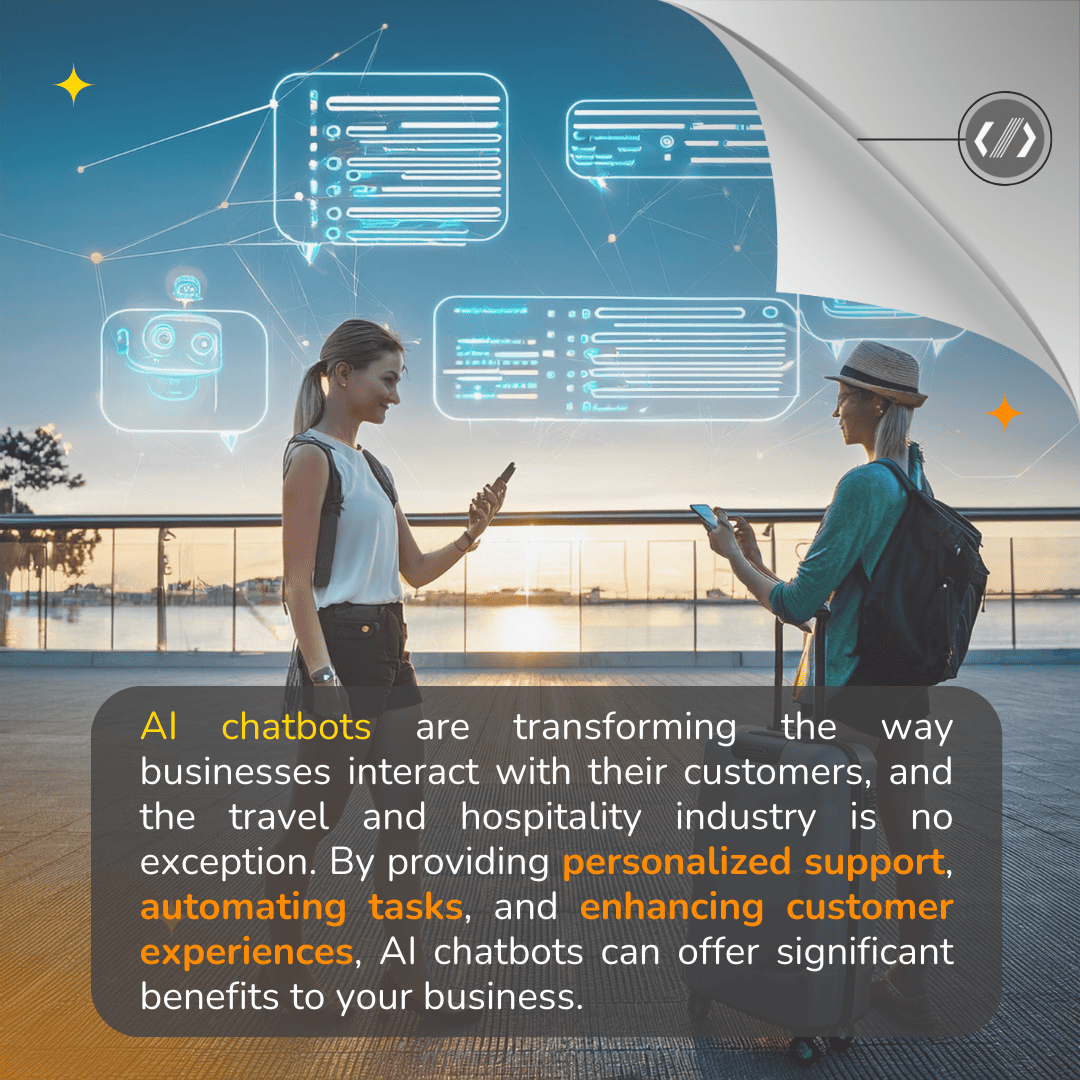 AI chatbots are transforming the way
businesses interact with their customers, and
the travel and hospitality industry is no
exception. By providing personalized support,
automating tasks, and enhancing customer
experiences, AI chatbots can offer significant
benefits to your business.